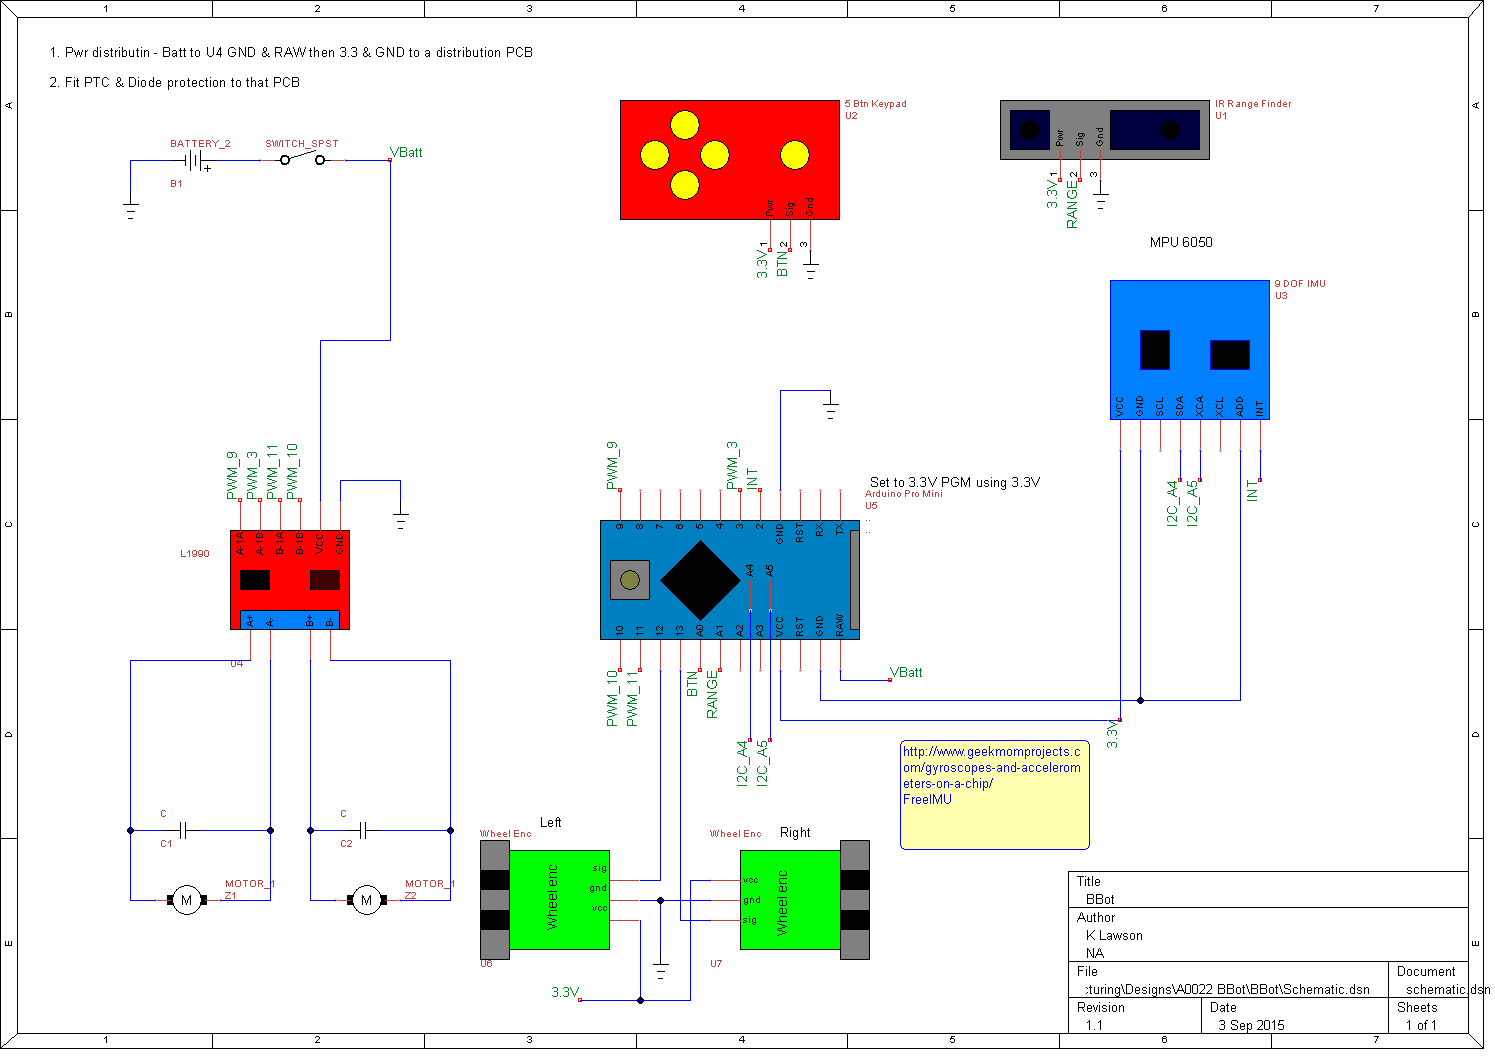 1 2 3 4 5 6 7
1. Pwr distributin - Batt to U4 GND & RAW then 3.3 & GND to a distribution PCB
2. Fit PTC & Diode protection to that PCB
A A
BATTERY_2
B1
+
SWITCH_SPST
VBatt
5 Btn Keypad
U2
Pwr Sig Gnd
1 2 3
3.3V BTN
IR Range Finder
U1
Pwr Sig Gnd
1 2 3
3.3V RANGE
MPU 6050
9 DOF IMU
U3
B B
VCC GND SCL SDA XCA XCL ADD INT
I2C_A4 I2C_A5 INT
PWM_9 PWM_3 PWM_11 PWM_10
A-1A A-1B B-1A B-1B VCC GND
L1990
A+ A- B+ B-
U4
C C
PWM_9 PWM_3 INT
Set to 3.3V PGM using 3.3V
Arduino Pro Mini
U5
..
..
9 8 7 6 5 4 3 2 GND RST RX TX
A4 A5
10 11 12 13 A0 A1 A2 A3 VCC RST GND RAW
PWM_10 PWM_11 BTN RANGE
VBatt
I2C_A4 I2C_A5
3.3V
D D
http://www.geekmomprojects.c
om/gyroscopes-and-accelerom
eters-on-a-chip/
FreeIMU
C
C1
C
C2
MOTOR_1
Z1
M
MOTOR_1
Z2
M
Left
Wheel Enc
Wheel enc
sig
gnd
vcc
U6
Right
Wheel Enc
Wheel enc
vcc
gnd
sig
U7
3.3V
E E
Title
BBot
Author
K Lawson
NA
File
:turing\Designs\A0022 BBot\BBot\Schematic.dsn
Document
schematic.dsn
Revision
1.1
Date
3 Sep 2015
Sheets
1 of 1
1 2 3 4 5 6 7